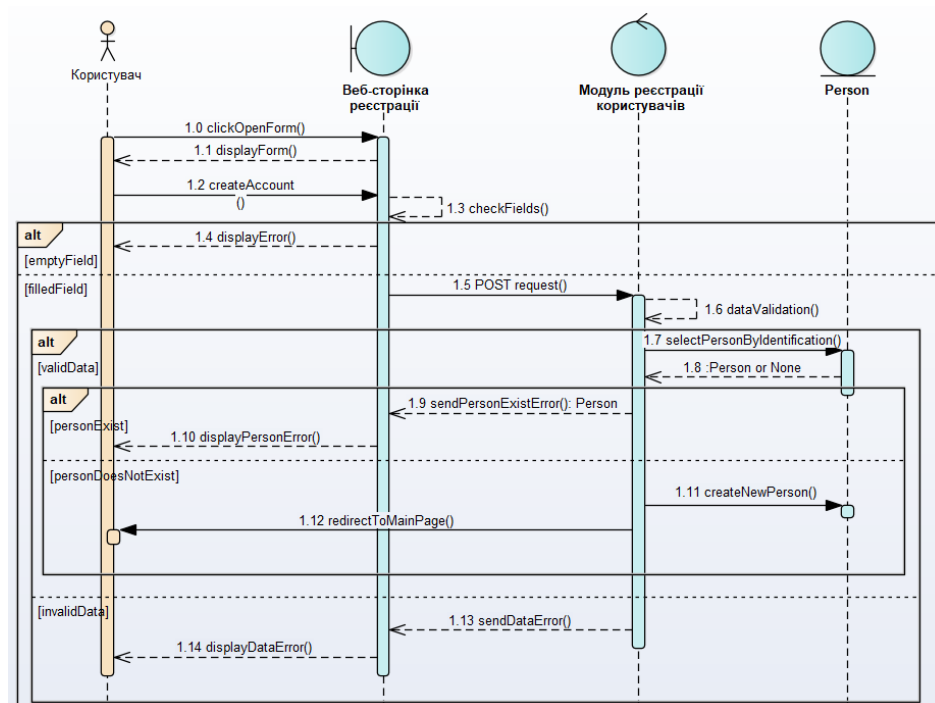 Користувач
Веб-сторінка
реєстрації
Модуль реєстрації
користувачів
Person
1.0 clickOpenForm()
1.1 displayForm()
1.2 createAccount
()
1.3 checkFields()
alt
1.4 displayError()
[emptyField]
[filledField]
1.5 POST request()
1.6 dataValidation()
alt
1.7 selectPersonByIdentification()
[validData]
1.8 :Person or None
alt
1.9 sendPersonExistError(): Person
[personExist]
1.10 displayPersonError()
[personDoesNotExist]
1.11 createNewPerson()
1.12 redirectToMainPage()
[invalidData]
1.13 sendDataError()
1.14 displayDataError()